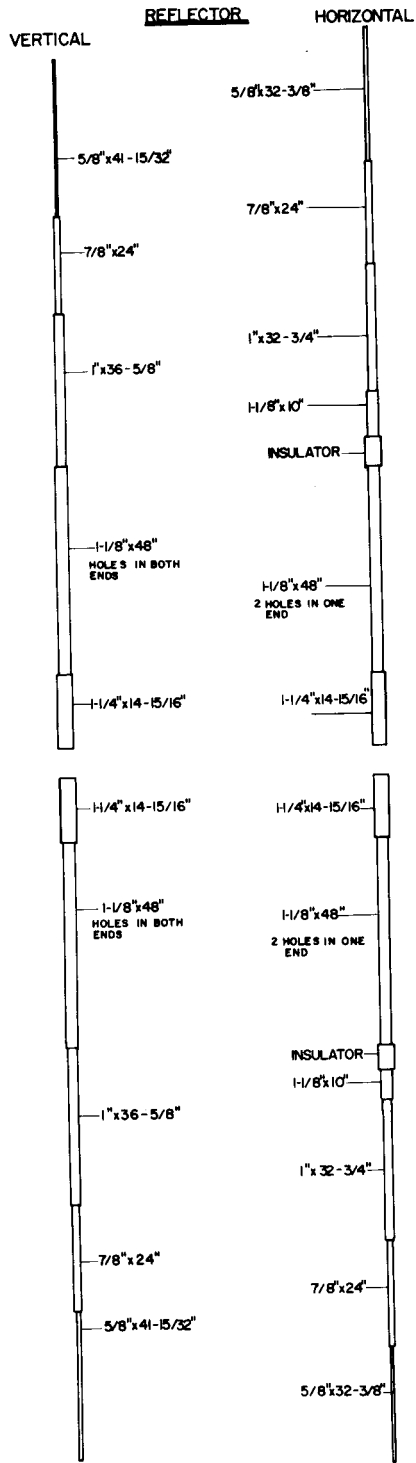 REFLECTOR
VERTICAL
5/8"x41-15/32"
7/8"x24"
1"x36-5/8"
1-1/8"x48"
HOLES IN BOTH
ENDS
1-1/4"x14-15/16"
1-1/4"x14-15/16"
1-1/8"x48"
HOLES IN BOTH
ENDS
1"x36-5/8"
7/8"x24"
5/8"x41-15/32"
HORIZONTAL
5/8"x32-3/8"
7/8"x24"
1"x32-3/4"
1-1/8"x10"
INSULATOR
1-1/8"x48"
2 HOLES IN ONE
END
1-1/4"x14-15/16"
1-1/4"x14-15/16"
1-1/8"x48"
2 HOLES IN ONE
END
INSULATOR
1-1/8"x10"
1"x32-3/4"
7/8"x24"
5/8"x32-3/8"